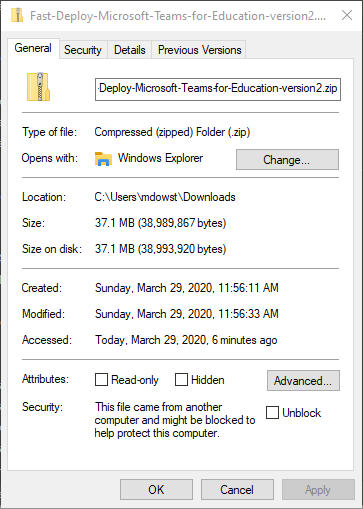 Fast-Deploy-Microsoft-Teams-for-Education-version2....
General Security Details Previous Versions
-Deploy-Microsoft-Teams-for-Education-version2.zip
Type of file: Compressed (zipped) Folder (.zip)
Opens with: Windows Explorer Change...
Location: C:\Users\mdowst\Downloads
Size: 37.1 MB (38,989,867 bytes)
Size on disk: 37.1 MB (38,993,920 bytes)
Created: Sunday, March 29, 2020, 11:56:11 AM
Modified: Sunday, March 29, 2020, 11:56:33 AM
Accessed: Today, March 29, 2020, 6 minutes ago
Attributes: Read-only Hidden Advanced...
Security: This file came from another
computer and might be blocked to
help protect this computer.
Unblock
OK Cancel Apply